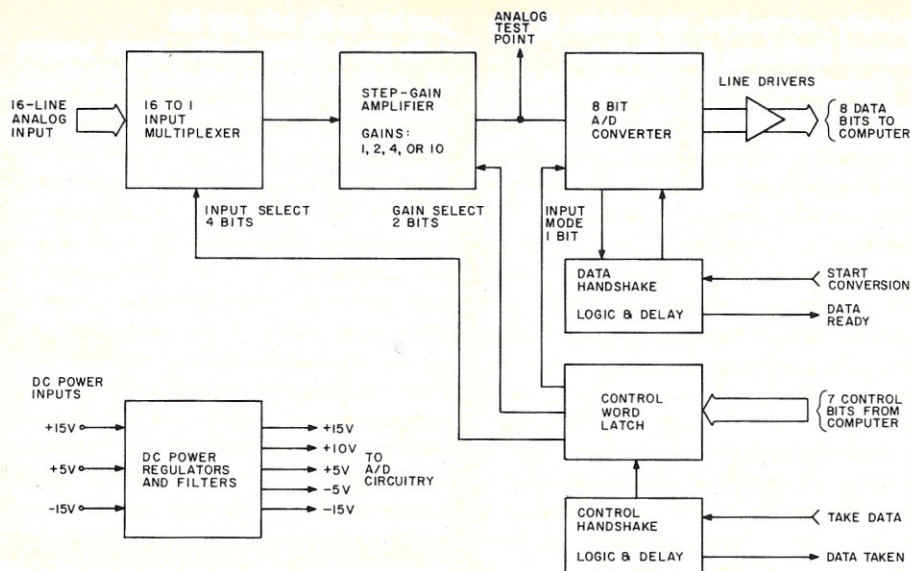 ANALOG
TEST
POINT
16-LINE
ANALOG
INPUT
16 TO 1
INPUT
MULTIPLEXER
STEP-GAIN
AMPLIFIER
GAINS:
1, 2, 4, OR 10
8 BIT
A/D
CONVERTER
LINE DRIVERS
8 DATA
BITS TO
COMPUTER
INPUT SELECT
4 BITS
GAIN SELECT
2 BITS
INPUT
MODE
1 BIT
DATA
HANDSHAKE
LOGIC & DELAY
START
CONVERSION
DATA
READY
CONTROL
WORD
LATCH
7 CONTROL
BITS FROM
COMPUTER
DC POWER
INPUTS
+15V
+5V
-15V
DC POWER
REGULATORS
AND FILTERS
+15V
+10V
+5V
-5V
-15V
TO
A/D
CIRCUITRY
CONTROL
HANDSHAKE
LOGIC & DELAY
TAKE DATA
DATA TAKEN